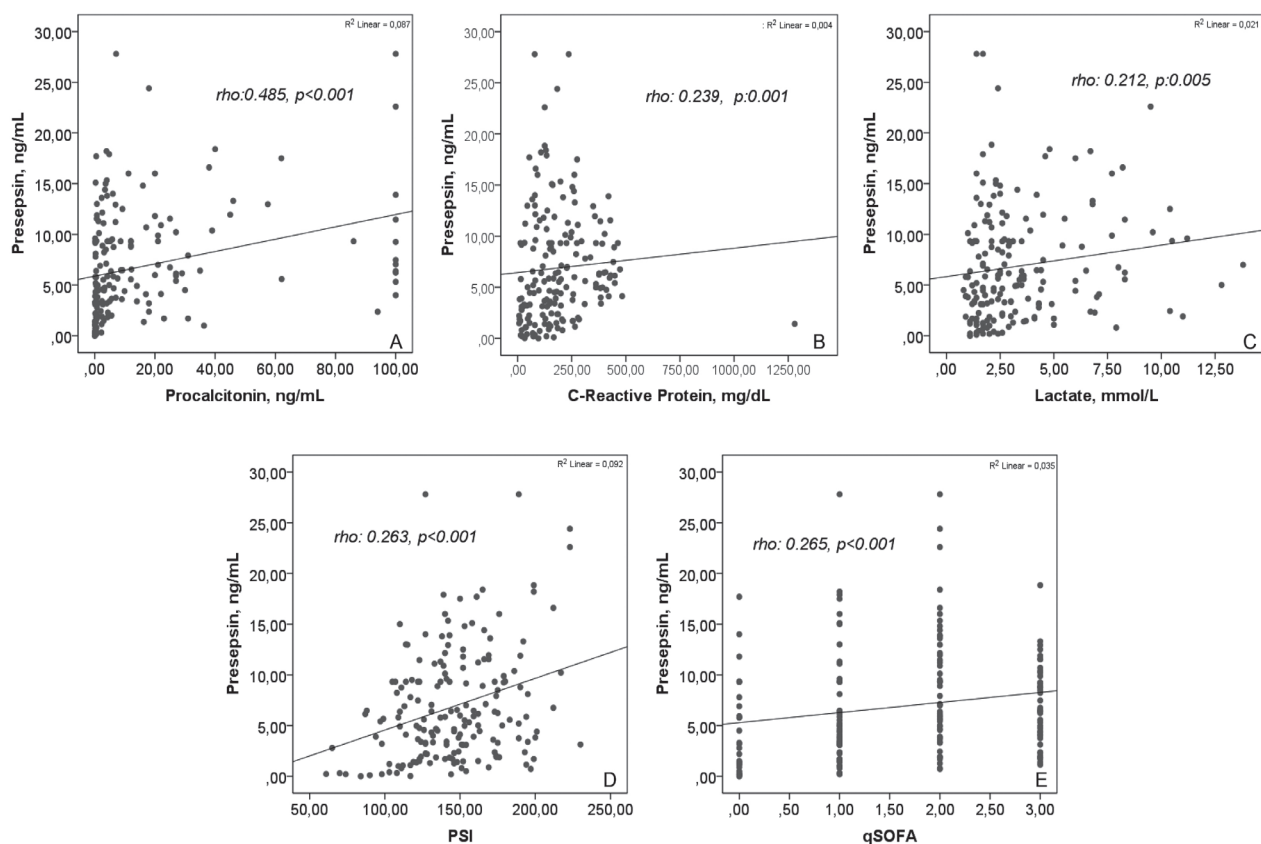 R² Linear = 0,087
30,00
25,00
20,00
15,00
10,00
5,00
,00
Presepsin, ng/mL
rho:0.485, p<0.001
A
,00 20,00 40,00 60,00 80,00 100,00
Procalcitonin, ng/mL
: R² Linear = 0,004
30,00
25,00
20,00
15,00
10,00
5,00
,00
Presepsin, ng/mL
rho: 0.239, p:0.001
B
,00 250,00 500,00 750,00 1000,00 1250,00
C-Reactive Protein, mg/dL
R² Linear = 0,021
30,00
25,00
20,00
15,00
10,00
5,00
,00
Presepsin, ng/mL
rho: 0.212, p:0.005
C
,00 2,50 5,00 7,50 10,00 12,50
Lactate, mmol/L
R² Linear = 0,092
30,00
25,00
20,00
15,00
10,00
5,00
,00
Presepsin, ng/mL
rho: 0.263, p<0.001
D
50,00 100,00 150,00 200,00 250,00
PSI
R² Linear = 0,035
30,00
25,00
20,00
15,00
10,00
5,00
,00
Presepsin, ng/mL
rho: 0.265, p<0.001
E
,00 ,50 1,00 1,50 2,00 2,50 3,00
qSOFA